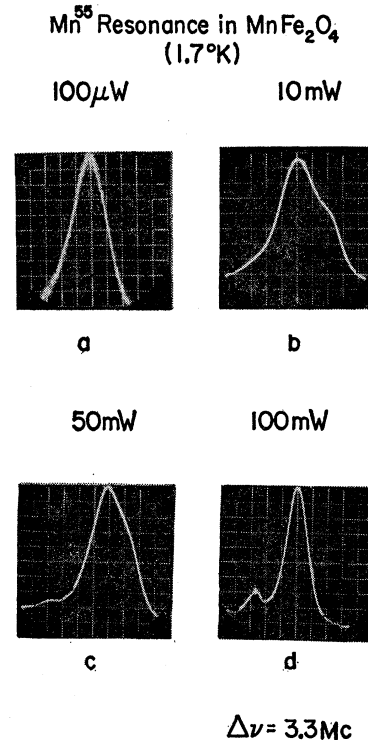 Mn⁵⁵ Resonance in MnFe₂O₄
(1.7°K)
100μW 10mW
a b
50mW 100mW
c d
Δν = 3.3Mc